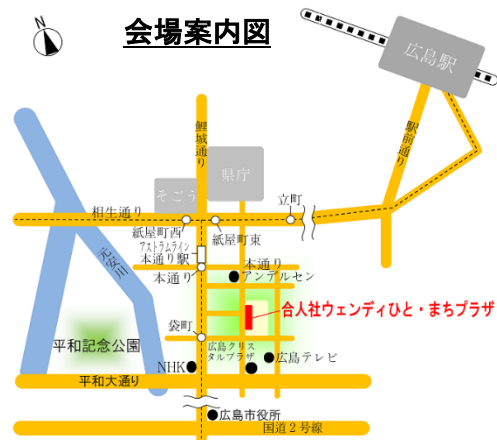 N
会場案内図
広島駅
鯉城通り
駅前通り
県庁
そごう
立町
相生通り
紙屋町西
紙屋町東
アストラムライン
本通り駅
本通り
本通り
アンデルセン
元安川
合人社ウェンディひと・まちプラザ
袋町
平和記念公園
広島クリス
タルプラザ
広島テレビ
NHK
平和大通り
広島市役所
国道２号線